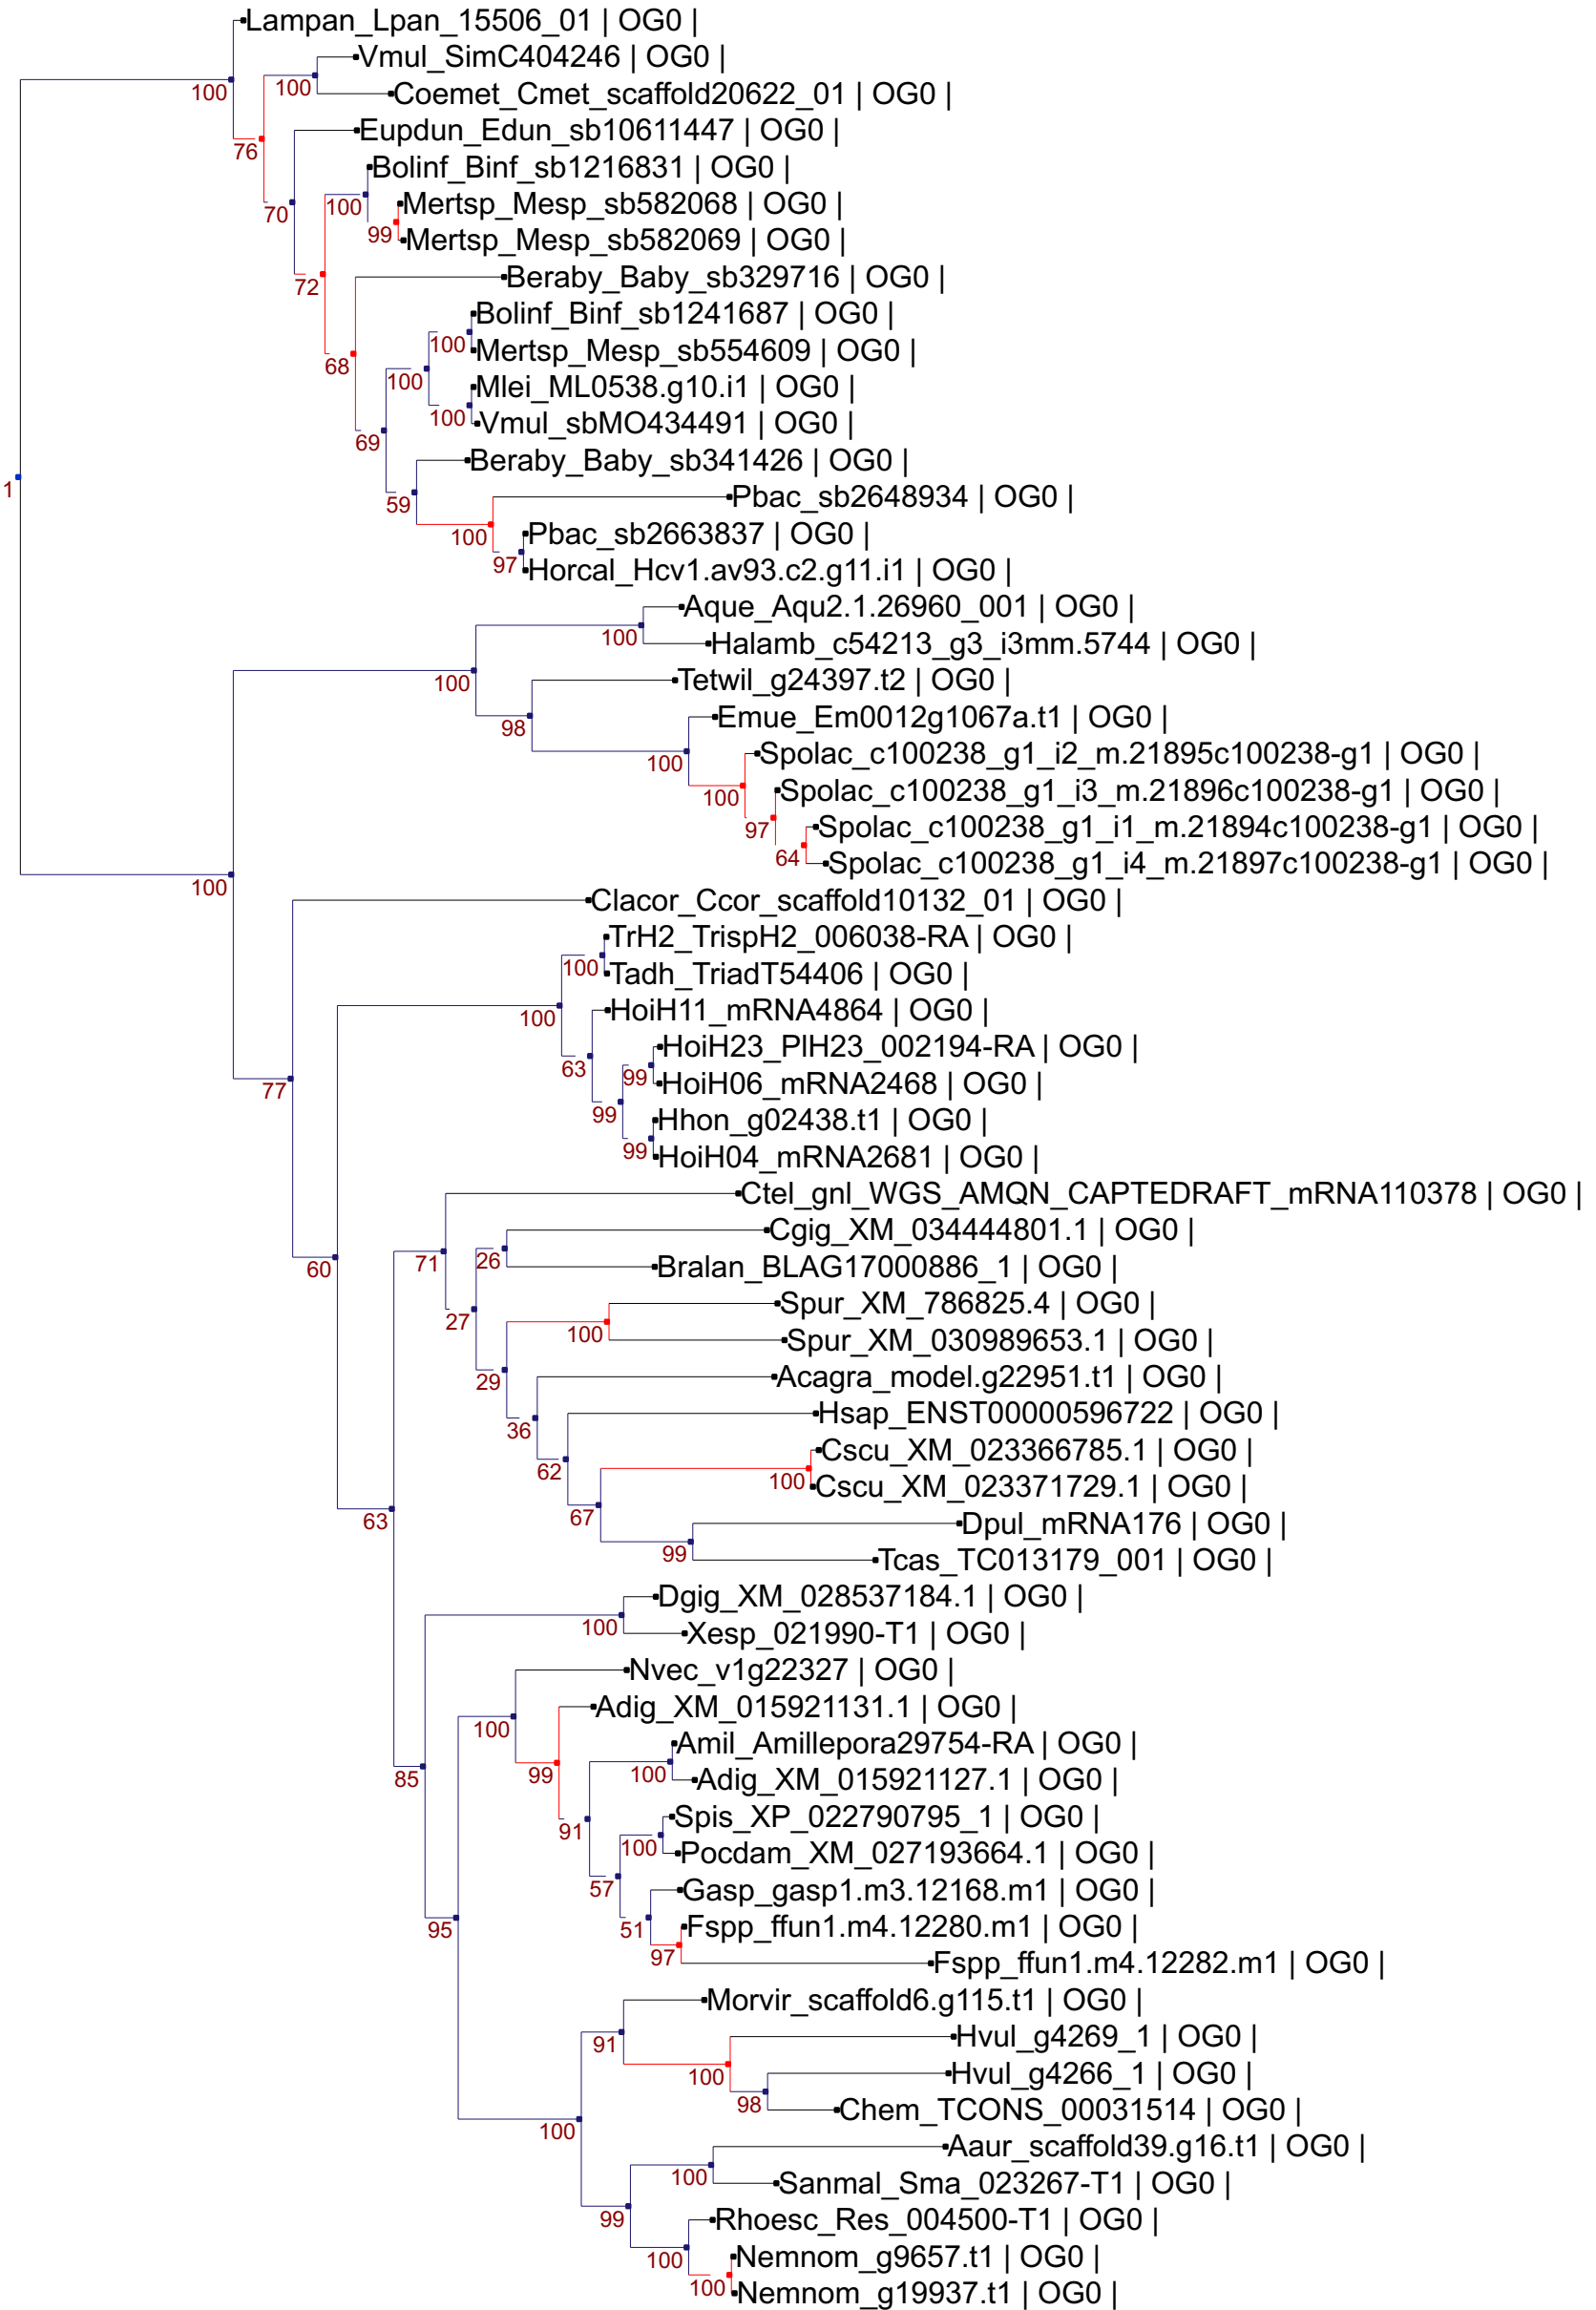 Lampan_Lpan_15506_01 | OG0 |
Vmul_SimC404246 | OG0 |
100
100
Coemet_Cmet_scaffold20622_01 | OG0 |
Eupdun_Edun_sb10611447 | OG0 |
76
Bolinf_Binf_sb1216831 | OG0 |
Mertsp_Mesp_sb582068 | OG0 |
100
70
99
Mertsp_Mesp_sb582069 | OG0 |
Beraby_Baby_sb329716 | OG0 |
72
Bolinf_Binf_sb1241687 | OG0 |
100
Mertsp_Mesp_sb554609 | OG0 |
68
100
Mlei_ML0538.g10.i1 | OG0 |
100
Vmul_sbMO434491 | OG0 |
69
Beraby_Baby_sb341426 | OG0 |
1
Pbac_sb2648934 | OG0 |
59
Pbac_sb2663837 | OG0 |
100
97
Horcal_Hcv1.av93.c2.g11.i1 | OG0 |
Aque_Aqu2.1.26960_001 | OG0 |
100
Halamb_c54213_g3_i3mm.5744 | OG0 |
100
Tetwil_g24397.t2 | OG0 |
Emue_Em0012g1067a.t1 | OG0 |
98
Spolac_c100238_g1_i2_m.21895c100238-g1 | OG0 |
100
Spolac_c100238_g1_i3_m.21896c100238-g1 | OG0 |
100
97
Spolac_c100238_g1_i1_m.21894c100238-g1 | OG0 |
64
Spolac_c100238_g1_i4_m.21897c100238-g1 | OG0 |
100
Clacor_Ccor_scaffold10132_01 | OG0 |
TrH2_TrispH2_006038-RA | OG0 |
100
Tadh_TriadT54406 | OG0 |
100
HoiH11_mRNA4864 | OG0 |
HoiH23_PlH23_002194-RA | OG0 |
63
99
HoiH06_mRNA2468 | OG0 |
77
99
Hhon_g02438.t1 | OG0 |
99
HoiH04_mRNA2681 | OG0 |
Ctel_gnl_WGS_AMQN_CAPTEDRAFT_mRNA110378 | OG0 |
Cgig_XM_034444801.1 | OG0 |
60
71
26
Bralan_BLAG17000886_1 | OG0 |
Spur_XM_786825.4 | OG0 |
27
100
Spur_XM_030989653.1 | OG0 |
29
Acagra_model.g22951.t1 | OG0 |
Hsap_ENST00000596722 | OG0 |
36
Cscu_XM_023366785.1 | OG0 |
62
100
Cscu_XM_023371729.1 | OG0 |
63
67
Dpul_mRNA176 | OG0 |
99
Tcas_TC013179_001 | OG0 |
Dgig_XM_028537184.1 | OG0 |
100
Xesp_021990-T1 | OG0 |
Nvec_v1g22327 | OG0 |
Adig_XM_015921131.1 | OG0 |
100
Amil_Amillepora29754-RA | OG0 |
85
99
100
Adig_XM_015921127.1 | OG0 |
Spis_XP_022790795_1 | OG0 |
91
100
Pocdam_XM_027193664.1 | OG0 |
57
Gasp_gasp1.m3.12168.m1 | OG0 |
95
51
Fspp_ffun1.m4.12280.m1 | OG0 |
97
Fspp_ffun1.m4.12282.m1 | OG0 |
Morvir_scaffold6.g115.t1 | OG0 |
91
Hvul_g4269_1 | OG0 |
100
Hvul_g4266_1 | OG0 |
98
Chem_TCONS_00031514 | OG0 |
100
Aaur_scaffold39.g16.t1 | OG0 |
100
Sanmal_Sma_023267-T1 | OG0 |
99
Rhoesc_Res_004500-T1 | OG0 |
100
Nemnom_g9657.t1 | OG0 |
100
Nemnom_g19937.t1 | OG0 |